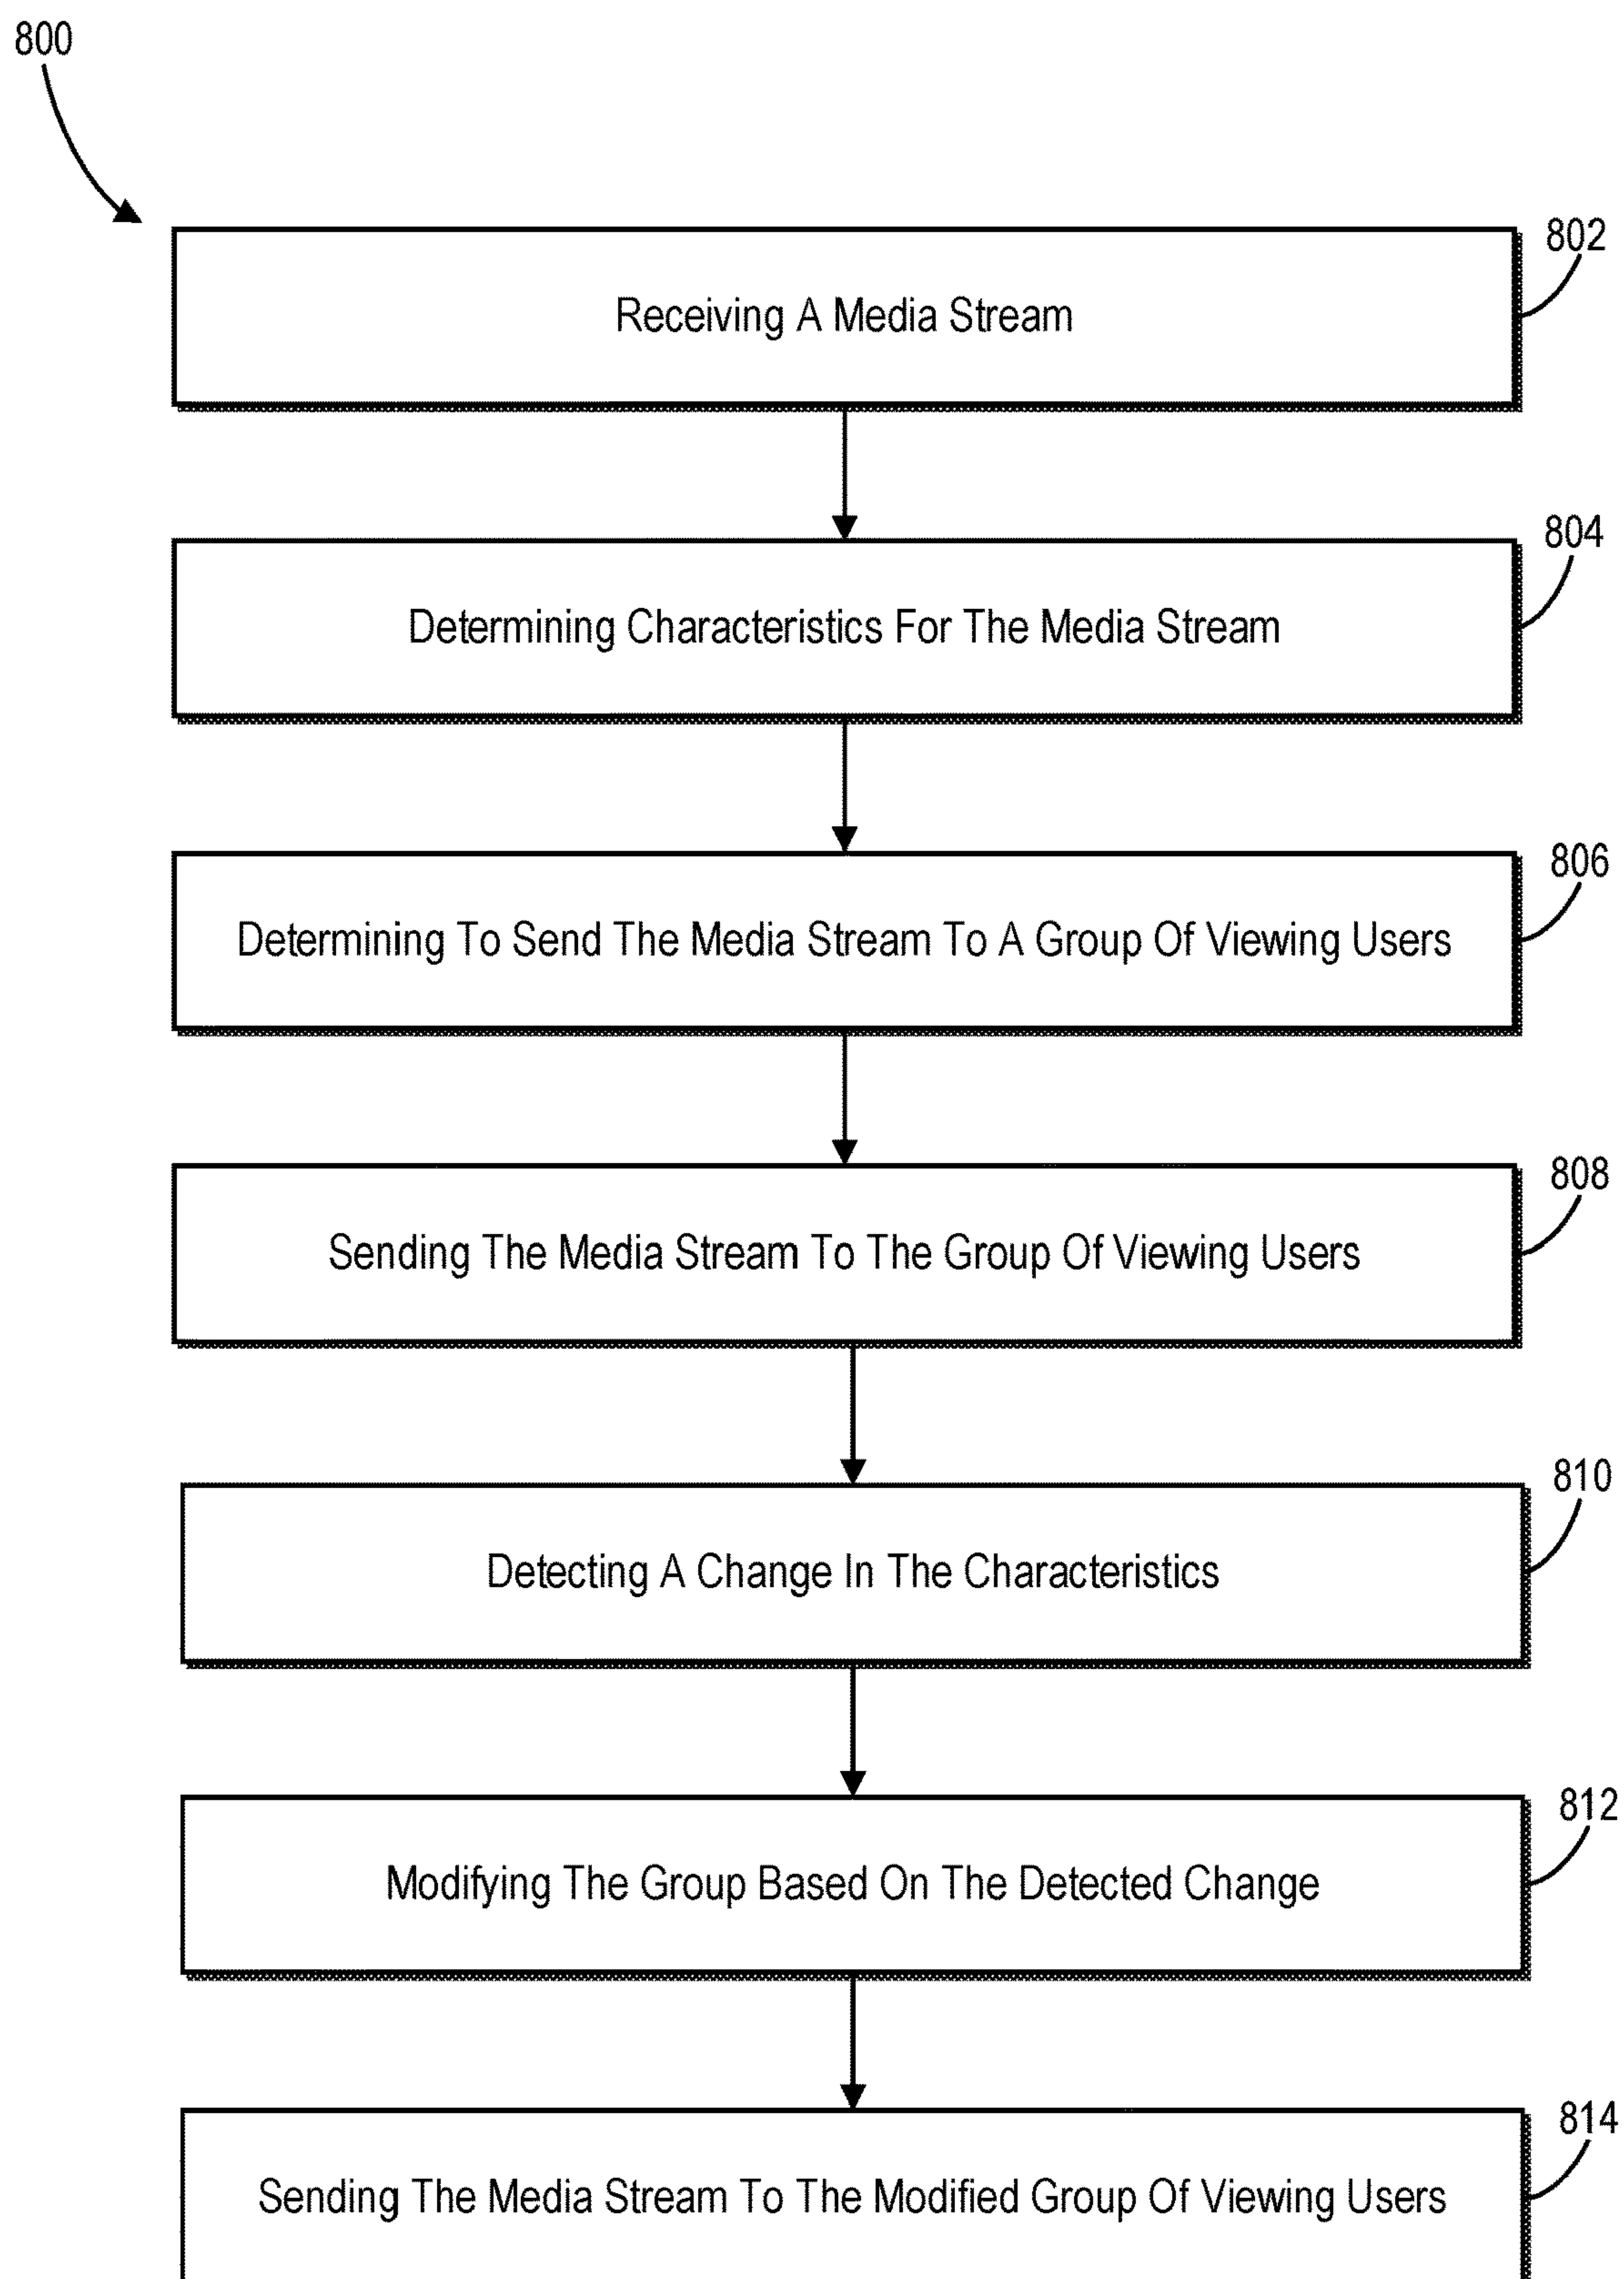 800
802
Receiving A Media Stream
804
Determining Characteristics For The Media Stream
806
Determining To Send The Media Stream To A Group Of Viewing Users
808
Sending The Media Stream To The Group Of Viewing Users
810
Detecting A Change In The Characteristics
812
Modifying The Group Based On The Detected Change
814
Sending The Media Stream To The Modified Group Of Viewing Users